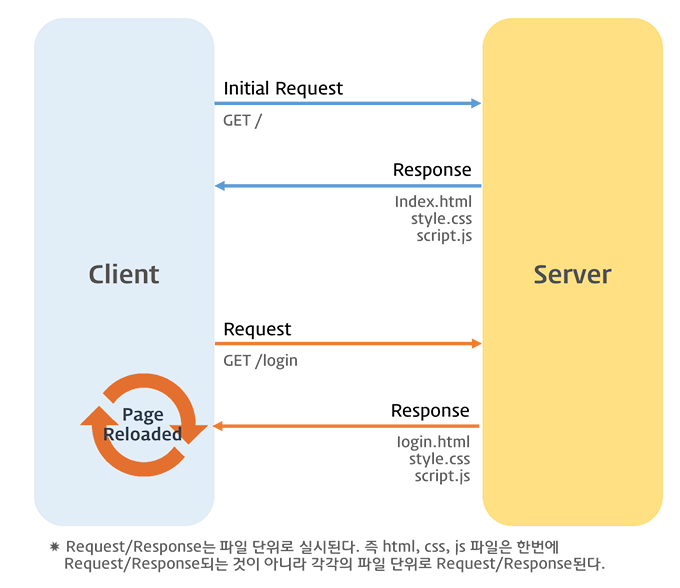 Initial Request
GET /
Response
Index.html
style.css
script.js
Client
Server
Request
GET /login
Page
Reloaded
Response
login.html
style.css
script.js
✷ Request/Response는 파일 단위로 실시된다. 즉 html, css, js 파일은 한번에
Request/Response되는 것이 아니라 각각의 파일 단위로 Request/Response된다.